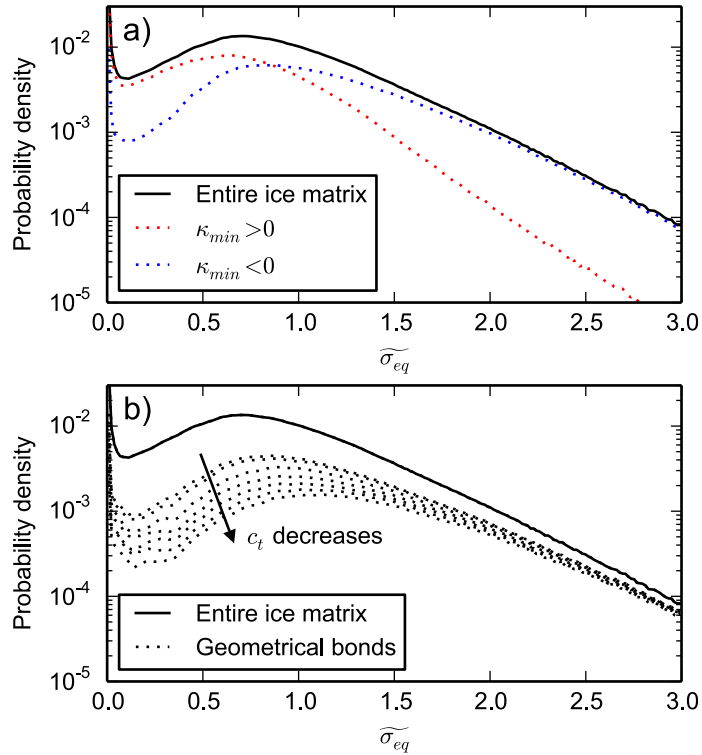 a)
Probability density
10^-2
10^-3
10^-4
10^-5
Entire ice matrix
κ_min >0
κ_min <0
0.0 0.5 1.0 1.5 2.0 2.5 3.0
σ_eq~
b)
Probability density
10^-2
10^-3
10^-4
10^-5
c_t decreases
Entire ice matrix
Geometrical bonds
0.0 0.5 1.0 1.5 2.0 2.5 3.0
σ_eq~